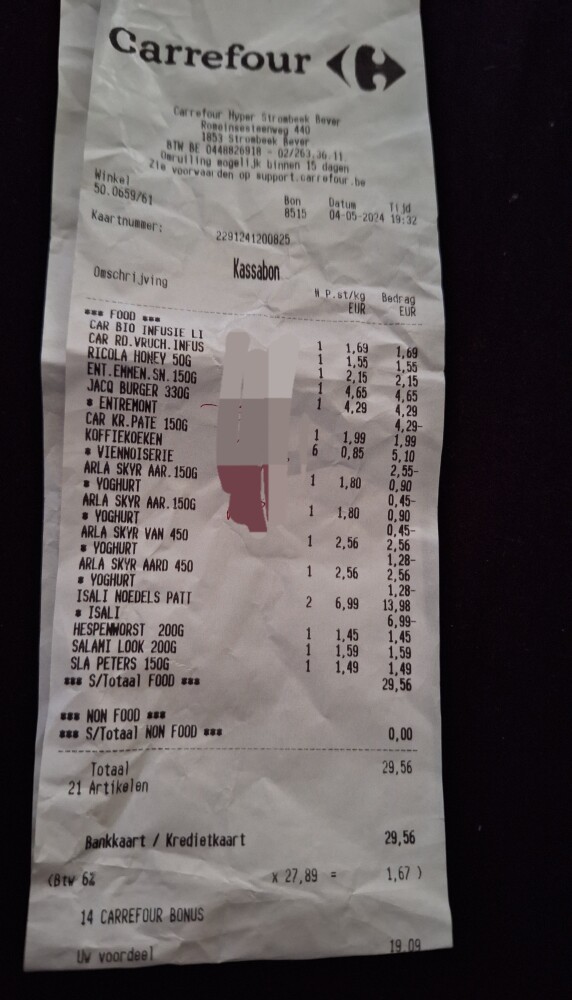 Carrefour
Carrefour Hyper Strombeek Bever
Romeinsesteenweg 440
1853 Strombeek Bever
BTW BE 0448826918 - 02/263.36.11
Omruiling mogelijk binnen 15 dagen
Zie voorwaarden op support.carrefour.be
Winkel Bon Datum Tijd
50.0659/61 8515 04-05-2024 19:32
Kaartnummer: 2291241200825
Kassabon
Omschrijving N P.st/kg Bedrag
EUR EUR
*** FOOD ***
CAR BIO INFUSIE LI 1 1,69 1,69
CAR RD.VRUCH.INFUS 1 1,55 1,55
RICOLA HONEY 50G 1 2,15 2,15
ENT.EMMEN.SN.150G 1 4,65 4,65
JACQ BURGER 330G 1 4,29 4,29
* ENTREMONT 4,29-
CAR KR.PATE 150G 1 1,99 1,99
KOFFIEKOEKEN 6 0,85 5,10
* VIENNOISERIE 2,55-
ARLA SKYR AAR.150G 1 1,80 0,90
* YOGHURT 0,45-
ARLA SKYR AAR.150G 1 1,80 0,90
* YOGHURT 0,45-
ARLA SKYR VAN 450 1 2,56 2,56
* YOGHURT 1,28-
ARLA SKYR AARD 450 1 2,56 2,56
* YOGHURT 1,28-
ISALI NOEDELS PATT 2 6,99 13,98
* ISALI 6,99-
HESPENWORST 200G 1 1,45 1,45
SALAMI LOOK 200G 1 1,59 1,59
SLA PETERS 150G 1 1,49 1,49
*** S/Totaal FOOD *** 29,56
*** NON FOOD ***
*** S/Totaal NON FOOD *** 0,00
Totaal 29,56
21 Artikelen
Bankkaart / Kredietkaart 29,56
(Btw 6% x 27,89 = 1,67 )
14 CARREFOUR BONUS
Uw voordeel 19,09